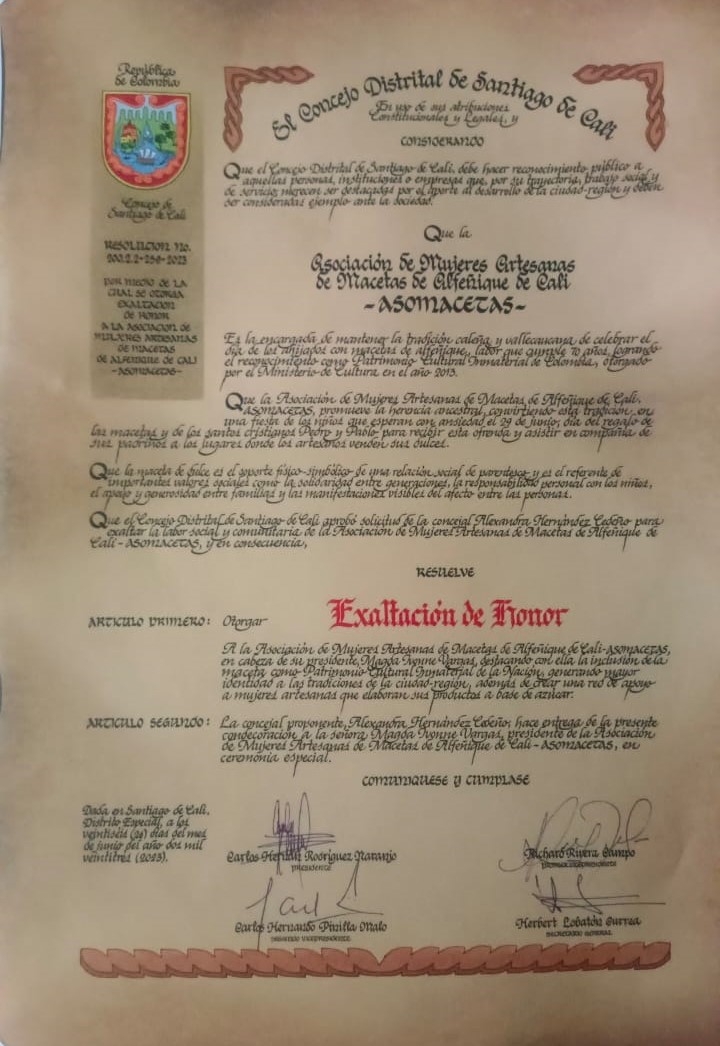 República
de Colombia
Concejo de
Santiago de Cali
RESOLUCION No.
200.2.2-258-2023
POR MEDIO DE LA
CUAL SE OTORGA
EXALTACION
DE HONOR
A LA ASOCIACION DE
MUJERES ARTESANAS
DE MACETAS
DE ALFEÑIQUE DE CALI
-ASOMACETAS-
El Concejo Distrital de Santiago de Cali
En uso de sus atribuciones
Constitucionales y Legales, y
CONSIDERANDO
Que el Concejo Distrital de Santiago de Cali, debe hacer reconocimiento público a
aquellas personas, instituciones o empresas que, por su trayectoria, trabajo social y
de servicio, merecen ser destacadas por el aporte al desarrollo de la ciudad-región y deben
ser consideradas ejemplo ante la sociedad.
Que la
Asociación de Mujeres Artesanas
de Macetas de Alfeñique de Cali
-ASOMACETAS-
Es la encargada de mantener la tradición caleña y vallecaucana de celebrar el
día de los ahijados con macetas de alfeñique, labor que cumple 70 años, logrando
el reconocimiento como Patrimonio Cultural Inmaterial de Colombia, otorgado
por el Ministerio de Cultura en el año 2013.
Que la Asociación de Mujeres Artesanas de Macetas de Alfeñique de Cali.
-ASOMACETAS, promueve la herencia ancestral, convirtiendo esta tradición en
una fiesta de los niños que esperan con ansiedad el 29 de junio, día del regalo de
las macetas y de los santos cristianos Pedro y Pablo, para recibir esta ofrenda y asistir en compañía de
sus padrinos a los lugares donde los artesanos venden sus dulces.
Que la maceta de dulce es el soporte físico-simbólico de una relación social de parentesco y es el referente de
importantes valores sociales como la solidaridad entre generaciones, la responsabilidad personal con los niños,
el apoyo y generosidad entre familias y las manifestaciones visibles del afecto entre las personas.
Que el Concejo Distrital de Santiago de Cali aprobó solicitud de la concejal Alexandra Hernández Cedeño para
exaltar la labor social y comunitaria de la Asociación de Mujeres Artesanas de Macetas de Alfeñique de
Cali-ASOMACETAS, y en consecuencia,
RESUELVE
ARTICULO PRIMERO: Otorgar Exaltación de Honor
A la Asociación de Mujeres Artesanas de Macetas de Alfeñique de Cali-ASOMACETAS,
en cabeza de su presidente, Magda Ivonne Vargas, destacando con ella la inclusión de la
maceta como Patrimonio Cultural Inmaterial de la Nación, generando mayor
identidad a las tradiciones de la ciudad-región, además de crear una red de apoyo
a mujeres artesanas que elaboran sus productos a base de azúcar.
ARTICULO SEGUNDO: La concejal proponente, Alexandra Hernández Cedeño, hace entrega de la presente
condecoración a la señora Magda Ivonne Vargas, presidente de la Asociación
de Mujeres Artesanas de Macetas de Alfeñique de Cali-ASOMACETAS, en
ceremonia especial.
COMUNIQUESE Y CUMPLASE
Dada en Santiago de Cali,
Distrito Especial, a los
veintiseis (26) días del mes
de junio del año dos mil
veintitres (2023).
Carlos Hernán Rodríguez Naranjo
PRESIDENTE
Richard Rivera Campo
PRIMER VICEPRESIDENTE
Carlos Hernando Pinilla Malo
SEGUNDO VICEPRESIDENTE
Herbert Lobatón Currea
SECRETARIO GENERAL